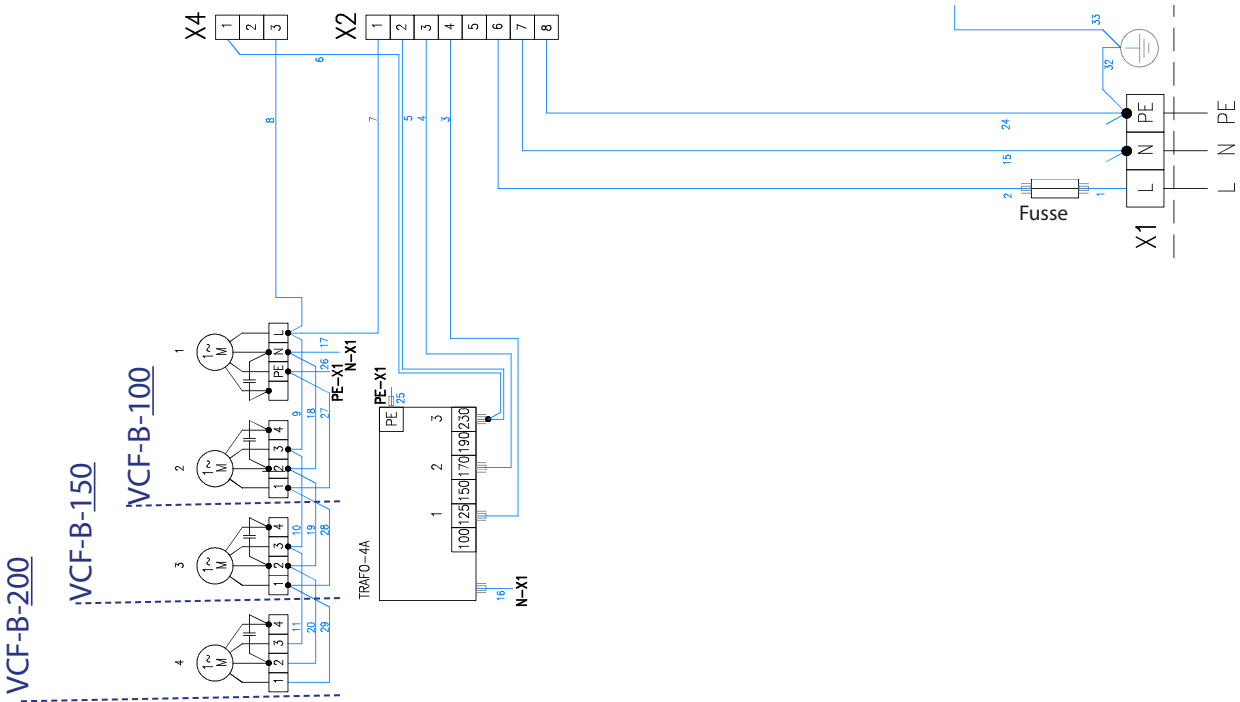 X4
1
2
3
X2
1
2
3
4
5
6
7
8
33
32
6
8
7
5
4
3
24
15
2
1
Fusse
PE
N
L
X1
PE
N
L
1
1~
M
L
N
PE
17
N-X1
26
PE-X1
9
18
27
VCF-B-100
2
1~
M
4
3
2
1
VCF-B-150
10
19
28
3
1~
M
4
3
2
1
VCF-B-200
11
20
29
4
1~
M
4
3
2
1
TRAFO-4A
PE-X1
25
PE
3
2
1
230
190
170
150
125
100
16
N-X1